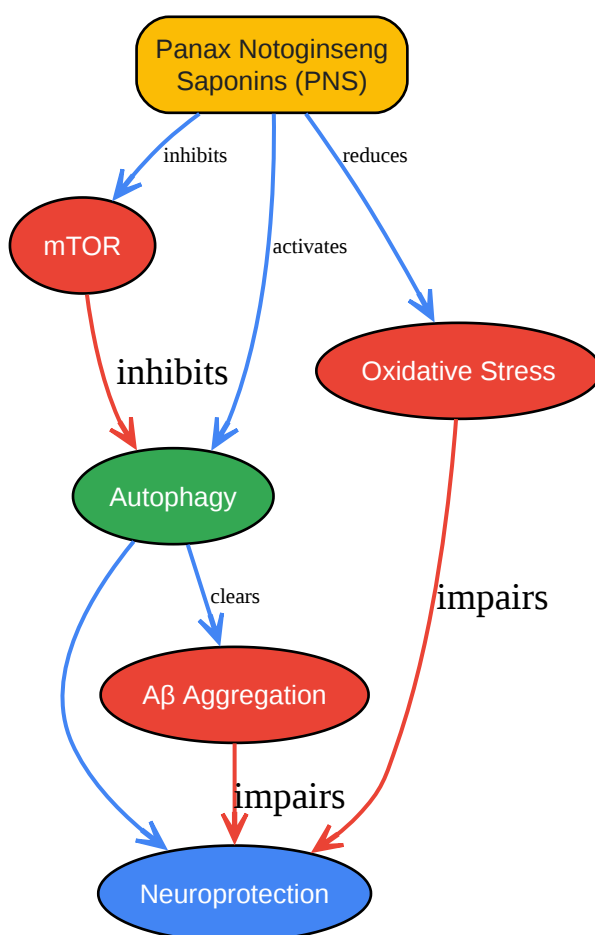 Panax Notoginseng
Saponins (PNS)
inhibits
reduces
mTOR
activates
inhibits
Oxidative Stress
Autophagy
clears
impairs
Aβ Aggregation
impairs
Neuroprotection